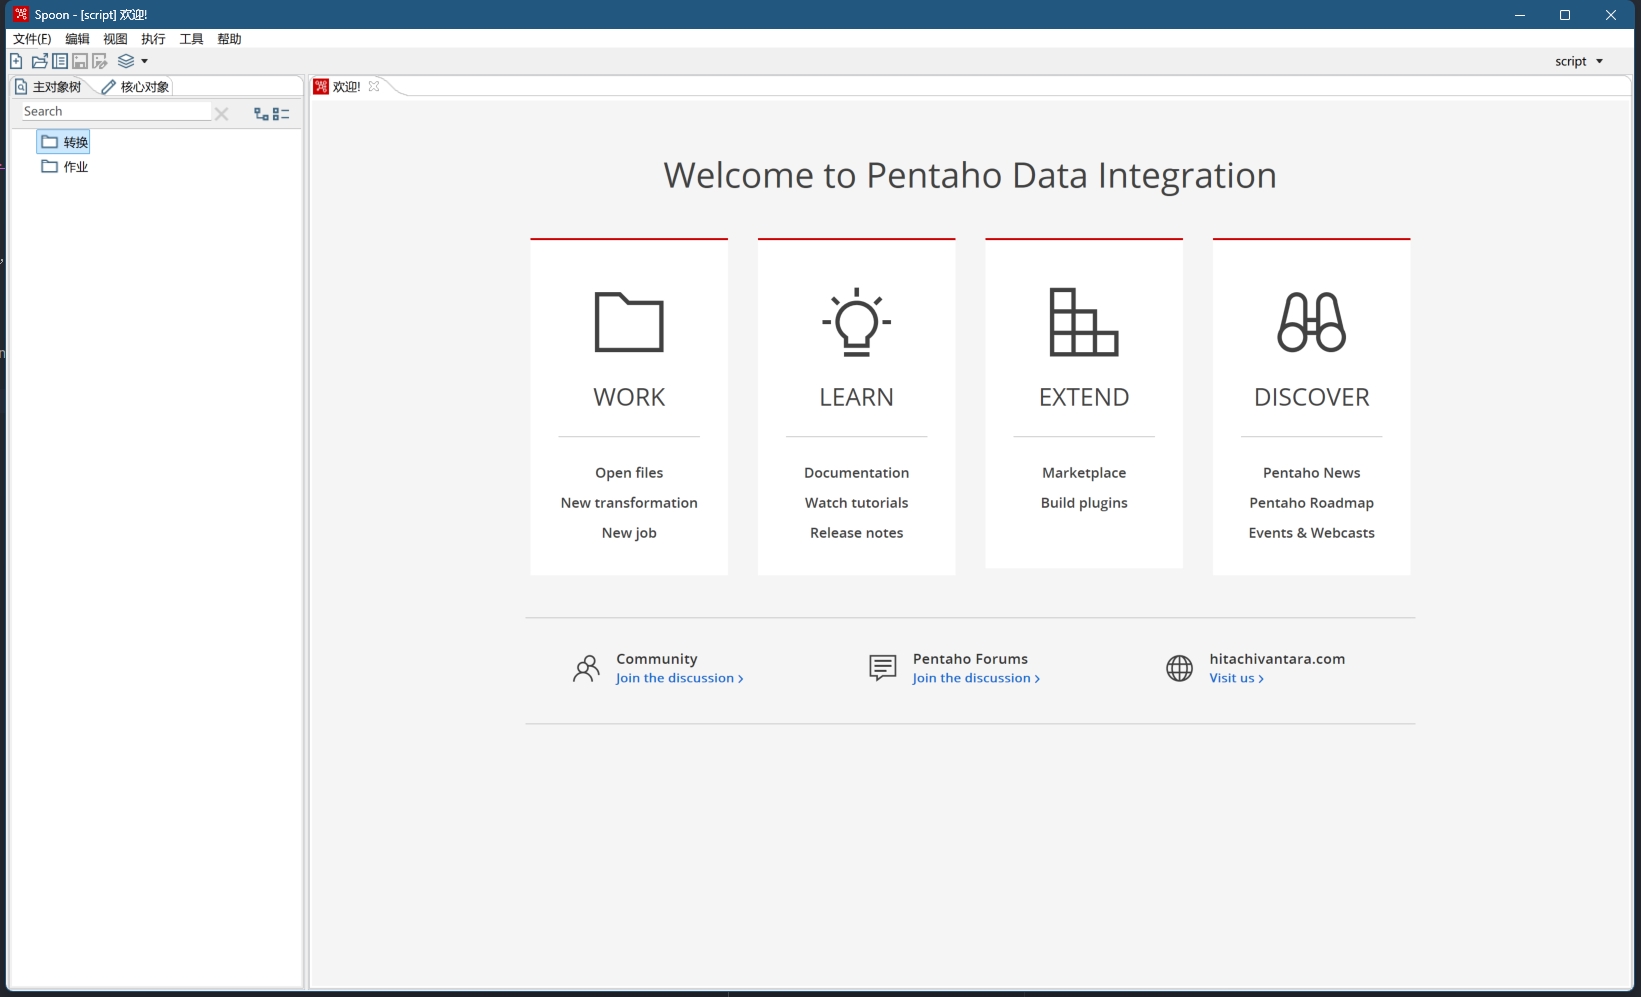 Spoon - [script] 欢迎!
文件(F) 编辑 视图 执行 工具 帮助
script
主对象树 核心对象
欢迎!
Search
转换
作业
Welcome to Pentaho Data Integration
WORK
Open files
New transformation
New job
LEARN
Documentation
Watch tutorials
Release notes
EXTEND
Marketplace
Build plugins
DISCOVER
Pentaho News
Pentaho Roadmap
Events & Webcasts
Community
Join the discussion ›
Pentaho Forums
Join the discussion ›
hitachivantara.com
Visit us ›